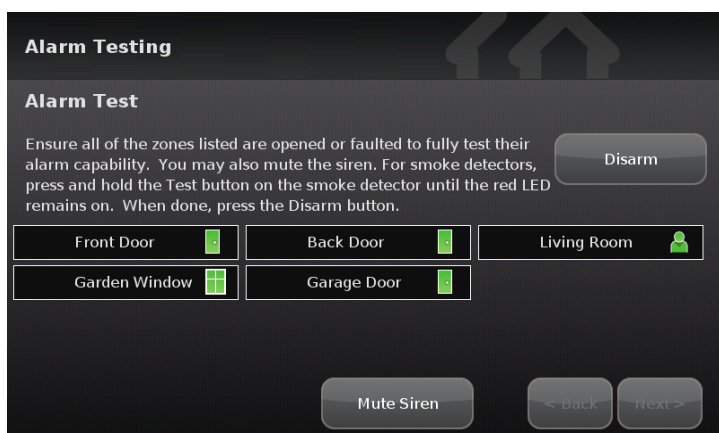 Alarm Testing
Alarm Test
Ensure all of the zones listed are opened or faulted to fully test their
alarm capability.  You may also mute the siren. For smoke detectors,
press and hold the Test button on the smoke detector until the red LED
remains on.  When done, press the Disarm button.
Disarm
Front Door
Back Door
Living Room
Garden Window
Garage Door
Mute Siren
< Back
Next >